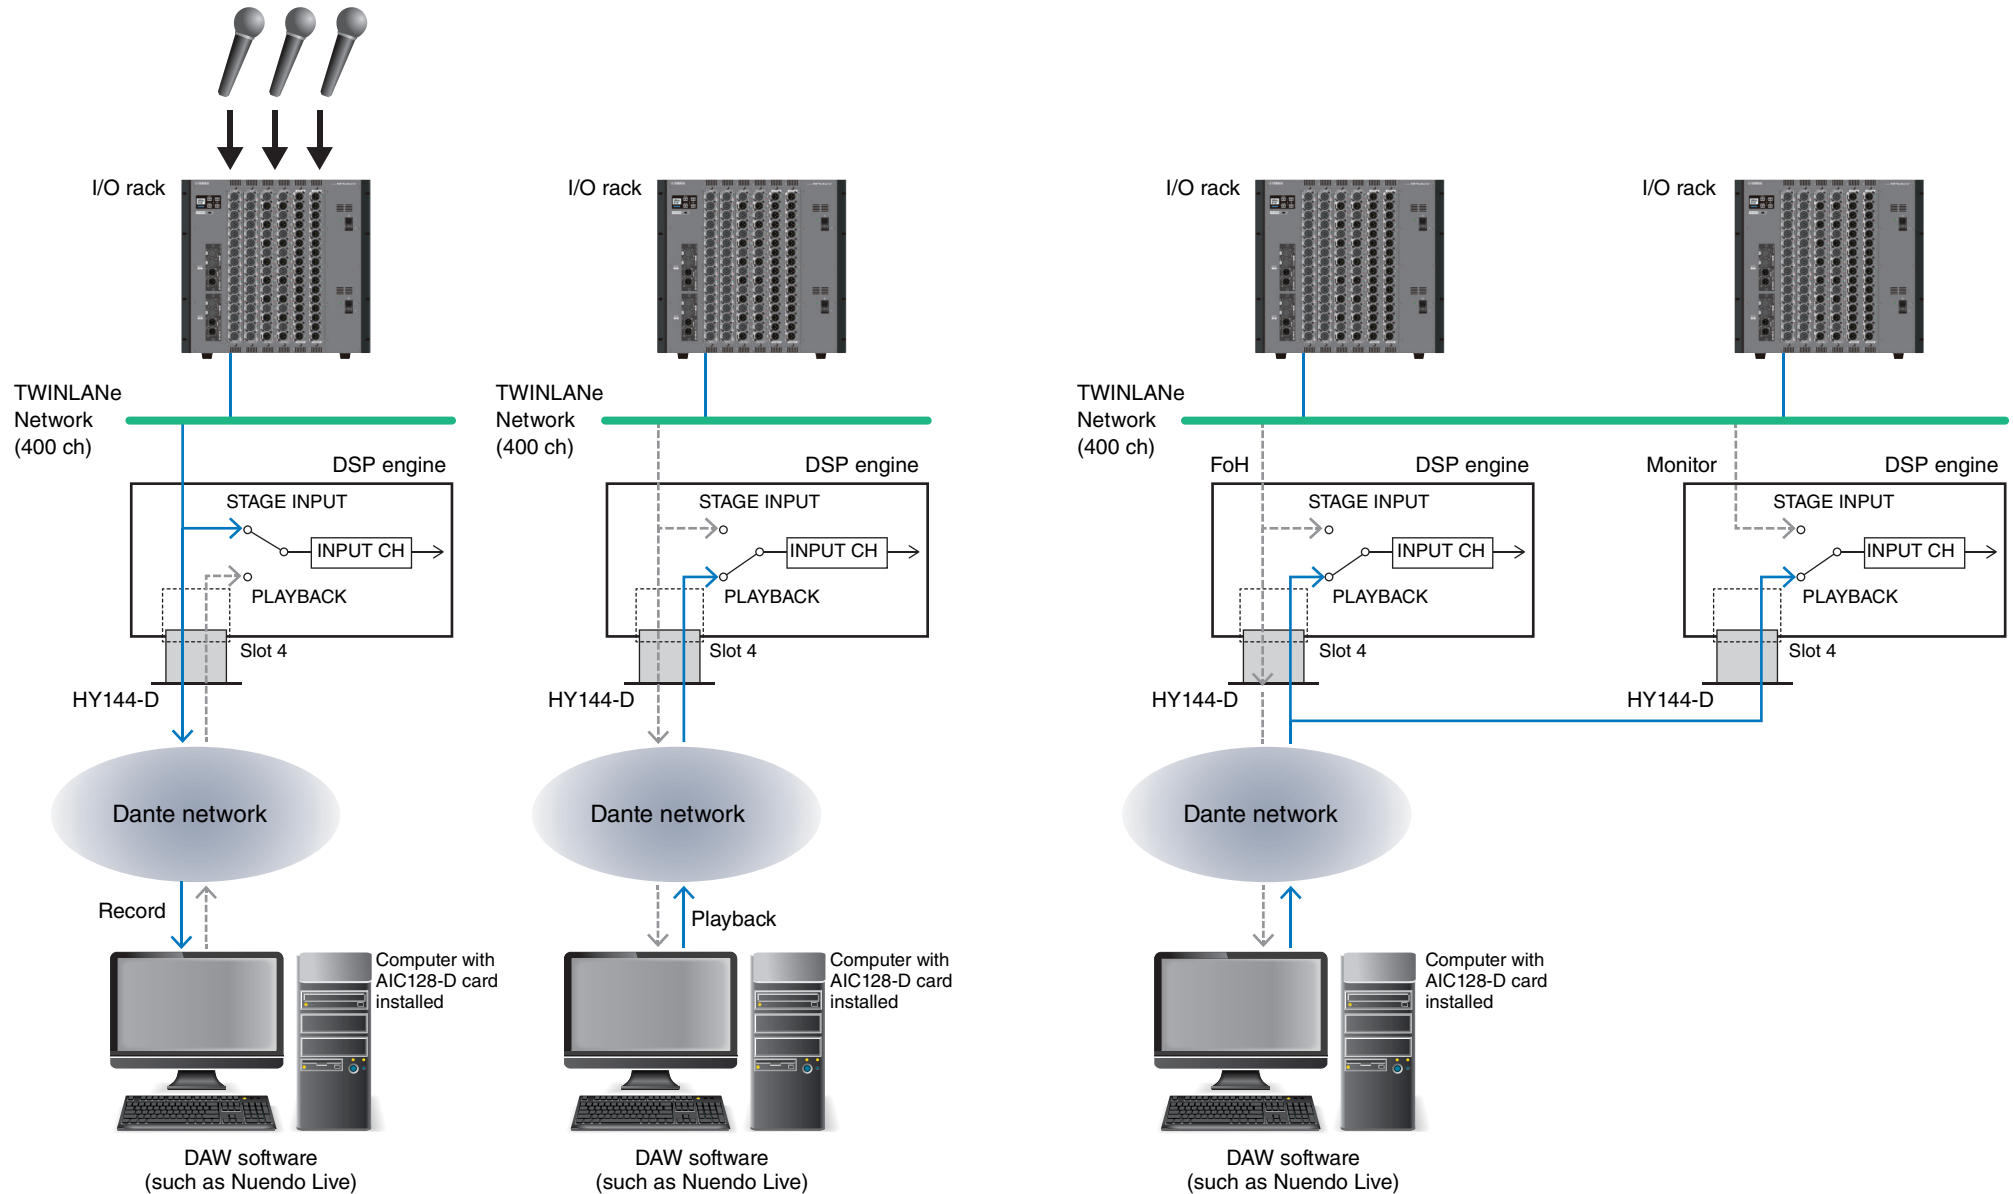 I/O rack
I/O rack
I/O rack
I/O rack
TWINLANe
Network
(400 ch)
TWINLANe
Network
(400 ch)
TWINLANe
Network
(400 ch)
DSP engine
DSP engine
FoH
DSP engine
Monitor
DSP engine
STAGE INPUT
INPUT CH
PLAYBACK
Slot 4
HY144-D
STAGE INPUT
INPUT CH
PLAYBACK
Slot 4
HY144-D
STAGE INPUT
INPUT CH
PLAYBACK
Slot 4
HY144-D
STAGE INPUT
INPUT CH
PLAYBACK
Slot 4
HY144-D
Dante network
Dante network
Dante network
Record
Playback
Computer with
AIC128-D card
installed
Computer with
AIC128-D card
installed
Computer with
AIC128-D card
installed
DAW software
(such as Nuendo Live)
DAW software
(such as Nuendo Live)
DAW software
(such as Nuendo Live)